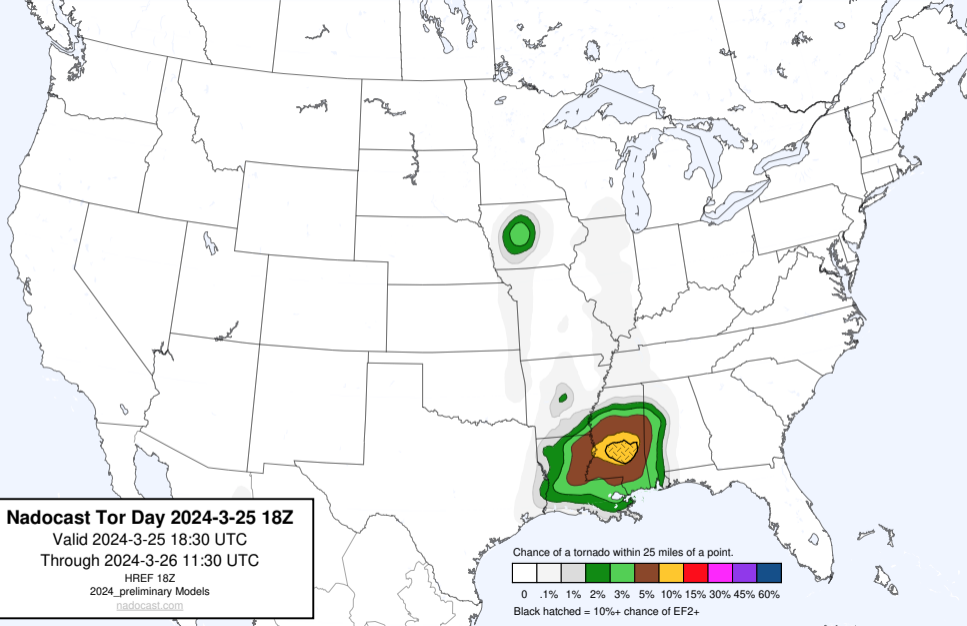 Nadocast Tor Day 2024-3-25 18Z
Valid 2024-3-25 18:30 UTC
Through 2024-3-26 11:30 UTC
HREF 18Z
2024_preliminary Models
nadocast.com
Chance of a tornado within 25 miles of a point.
0 .1% 1% 2% 3% 5% 10% 15% 30% 45% 60%
Black hatched = 10%+ chance of EF2+